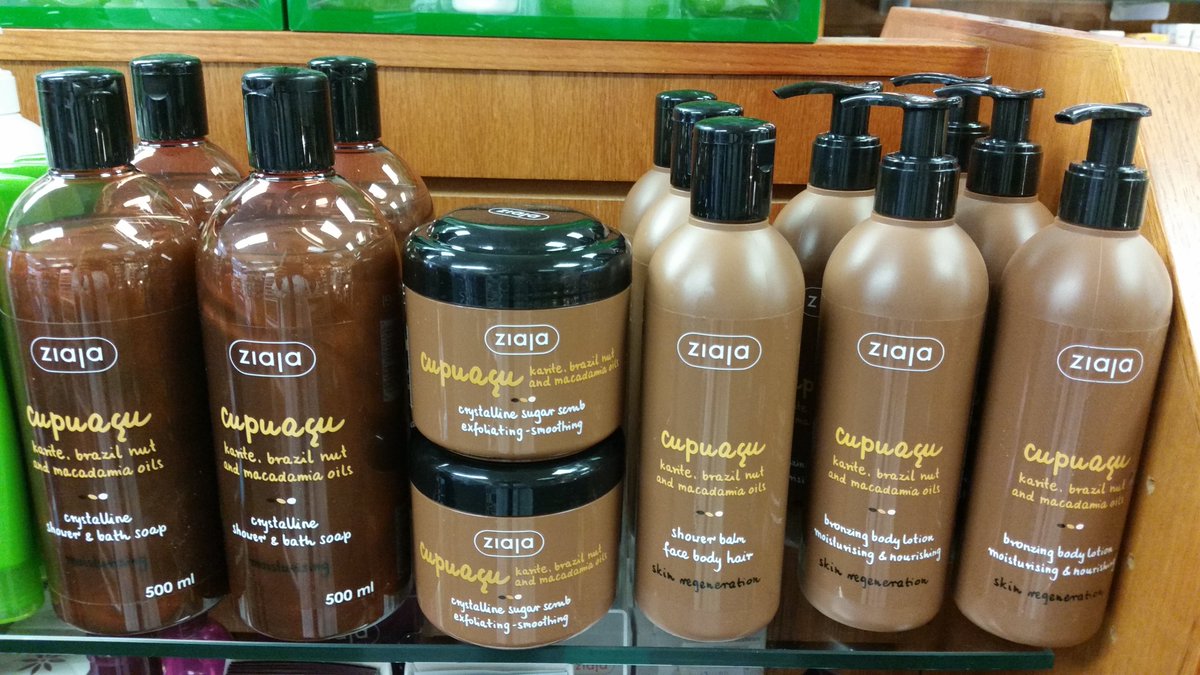 ziaja
cupuaçu
karite, brazil nut
and macadamia oils
crystalline
shower & bath soap
moisturising
500 ml
ziaja
cupuaçu
karite, brazil nut
and macadamia oils
crystalline
shower & bath soap
moisturising
500 ml
ziaja
ziaja
cupuaçu karite, brazil nut
and macadamia oils
crystalline sugar scrub
exfoliating-smoothing
ziaja
cupuaçu karite, brazil nut
and macadamia oils
crystalline sugar scrub
exfoliating-smoothing
ziaja
cupuaçu
karite, brazil nut
and macadamia oils
shower balm
face body hair
skin regeneration
ziaja
cupuaçu
karite, brazil nut
and macadamia oils
bronzing body lotion
moisturising & nourishing
skin regeneration
ziaja
cupuaçu
karite, brazil nut
and macadamia oils
bronzing body lotion
moisturising & nourishing
skin regeneration
ziaja